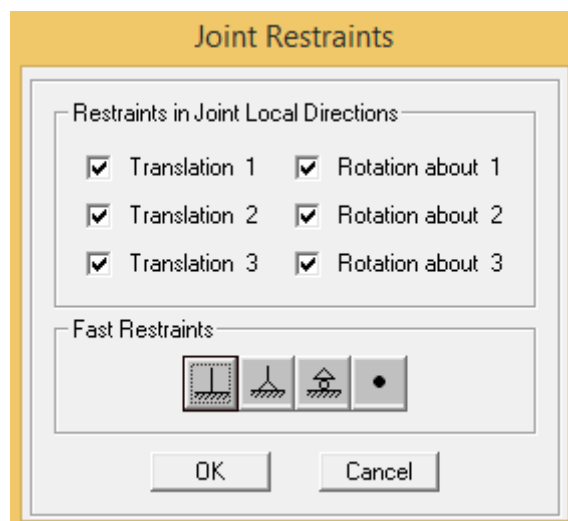 Joint Restraints
Restraints in Joint Local Directions
Translation 1 Rotation about 1
Translation 2 Rotation about 2
Translation 3 Rotation about 3
Fast Restraints
OK Cancel